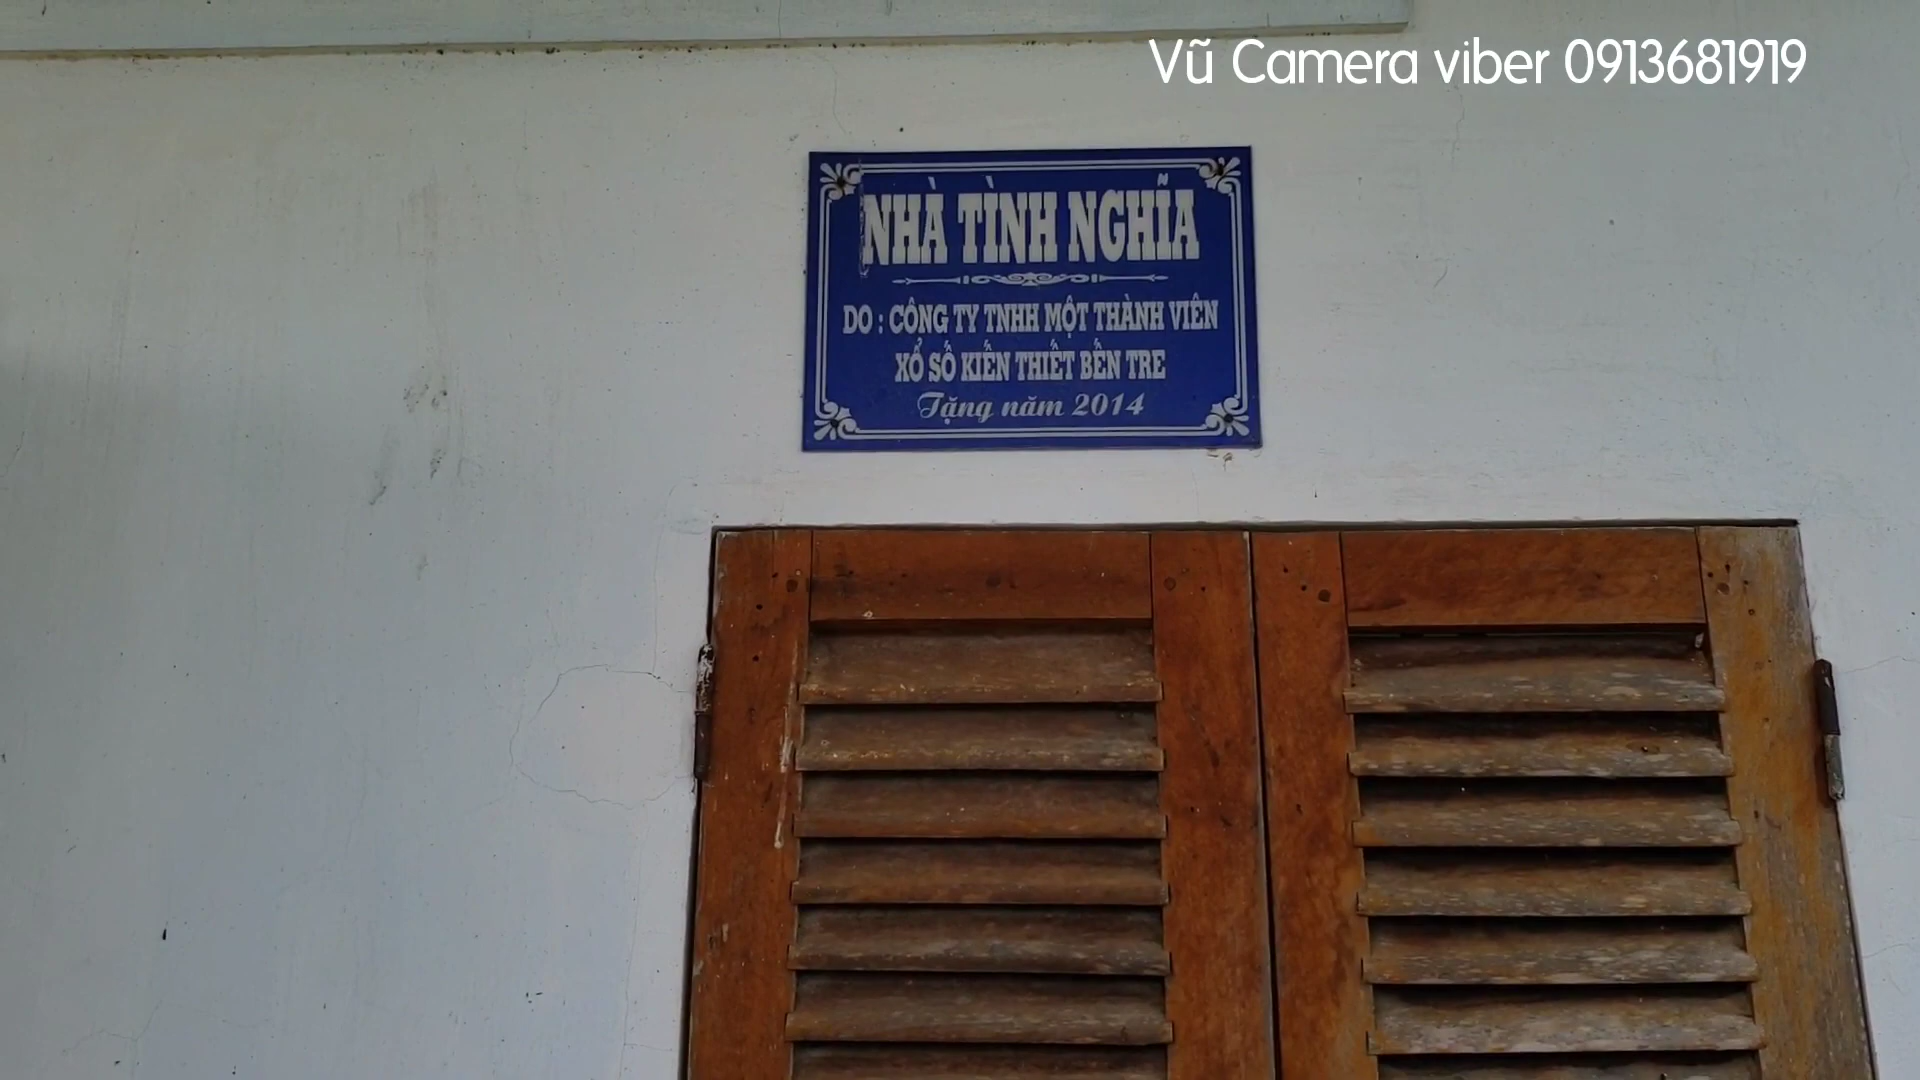 Vũ Camera viber 0913681919
NHÀ TÌNH NGHĨA
DO : CÔNG TY TNHH MỘT THÀNH VIÊN
XỔ SỐ KIẾN THIẾT BẾN TRE
Tặng năm 2014